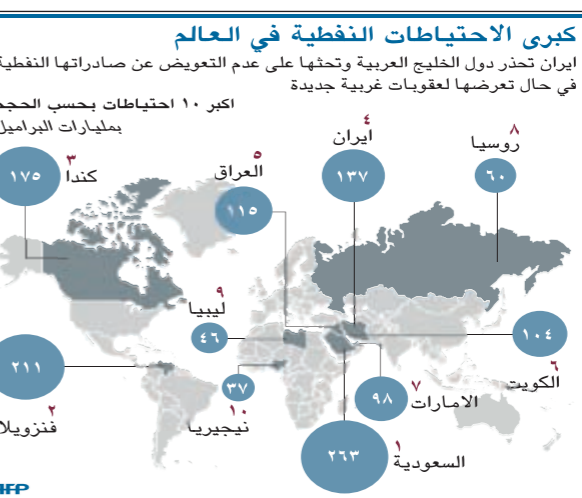 كبرى الاحتياطات النفطية في العالم
ايران تحذر دول الخليج العربية وتحثها على عدم التعويض عن صادراتها النفطية
في حال تعرضها لعقوبات غربية جديدة
اكبر ١٠ احتياطات بحسب الحجم
بمليارات البراميل
٨
روسيا
٦٠
٤
ايران
١٣٧
٥
العراق
١١٥
٣
كندا
١٧٥
٩
ليبيا
٤٦
١٠٤
٦
الكويت
٢١١
٢
فنزويلا
٣٧
١٠
نيجيريا
٧
الامارات
٩٨
١
السعودية
٢٦٣
AFP